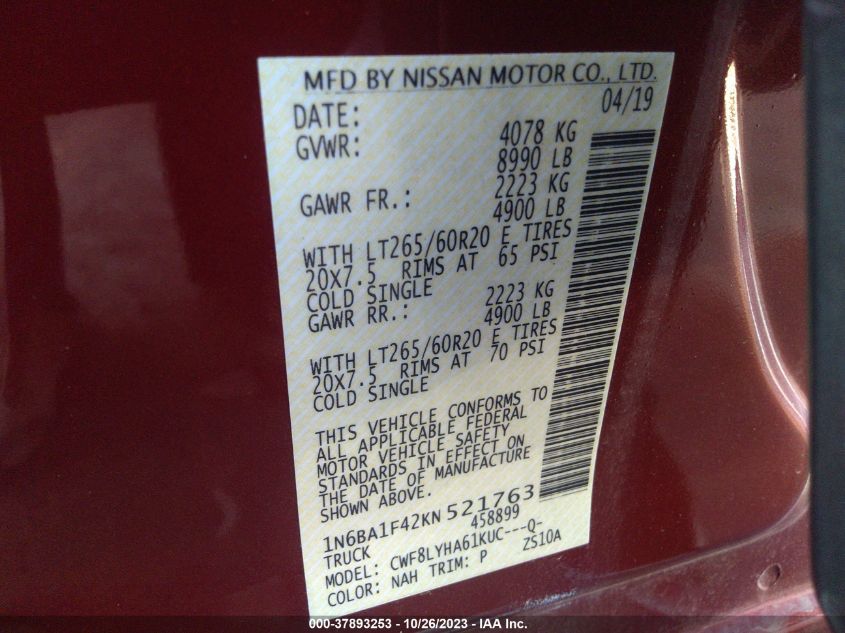 MFD BY NISSAN MOTOR CO., LTD.
DATE: 04/19
GVWR: 4078 KG
8990 LB
GAWR FR.: 2223 KG
4900 LB
WITH LT265/60R20 E TIRES
20X7.5 RIMS AT 65 PSI
COLD SINGLE
GAWR RR.: 2223 KG
4900 LB
WITH LT265/60R20 E TIRES
20X7.5 RIMS AT 70 PSI
COLD SINGLE
THIS VEHICLE CONFORMS TO
ALL APPLICABLE FEDERAL
MOTOR VEHICLE SAFETY
STANDARDS IN EFFECT ON
THE DATE OF MANUFACTURE
SHOWN ABOVE.
1N6BA1F42KN 521763
TRUCK 458899
MODEL: CWF8LYHA61KUC---Q-
COLOR: NAH TRIM: P ZS10A
000-37893253 - 10/26/2023 - IAA Inc.